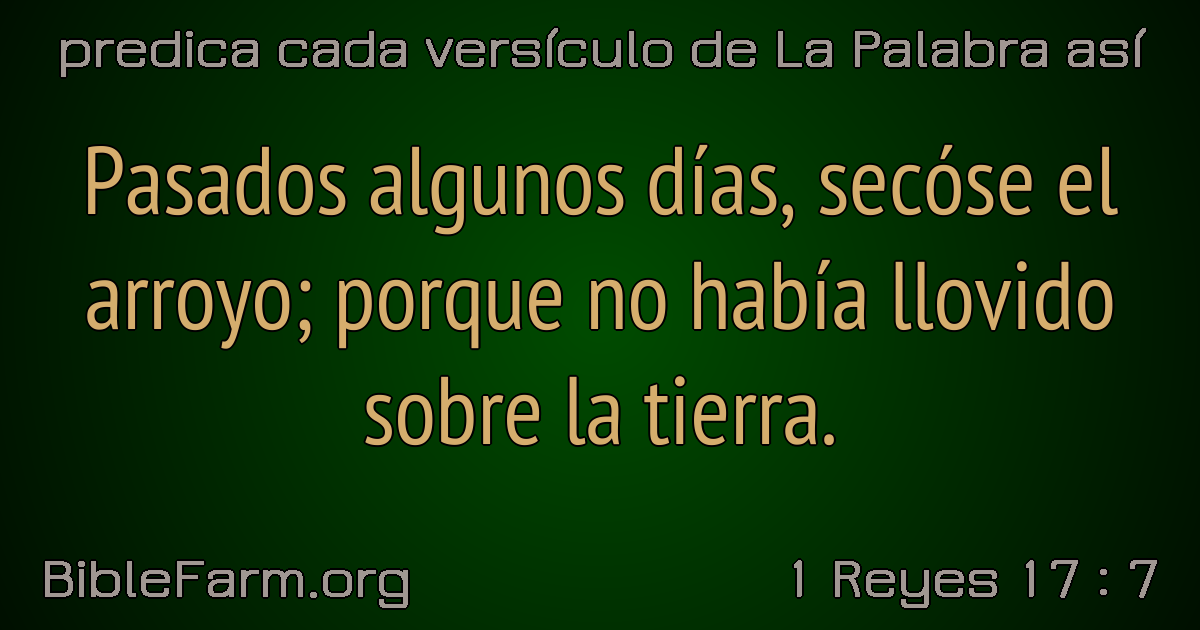 predica cada versículo de La Palabra así
Pasados algunos días, secóse el
arroyo; porque no había llovido
sobre la tierra.
BibleFarm.org
1 Reyes 17 : 7